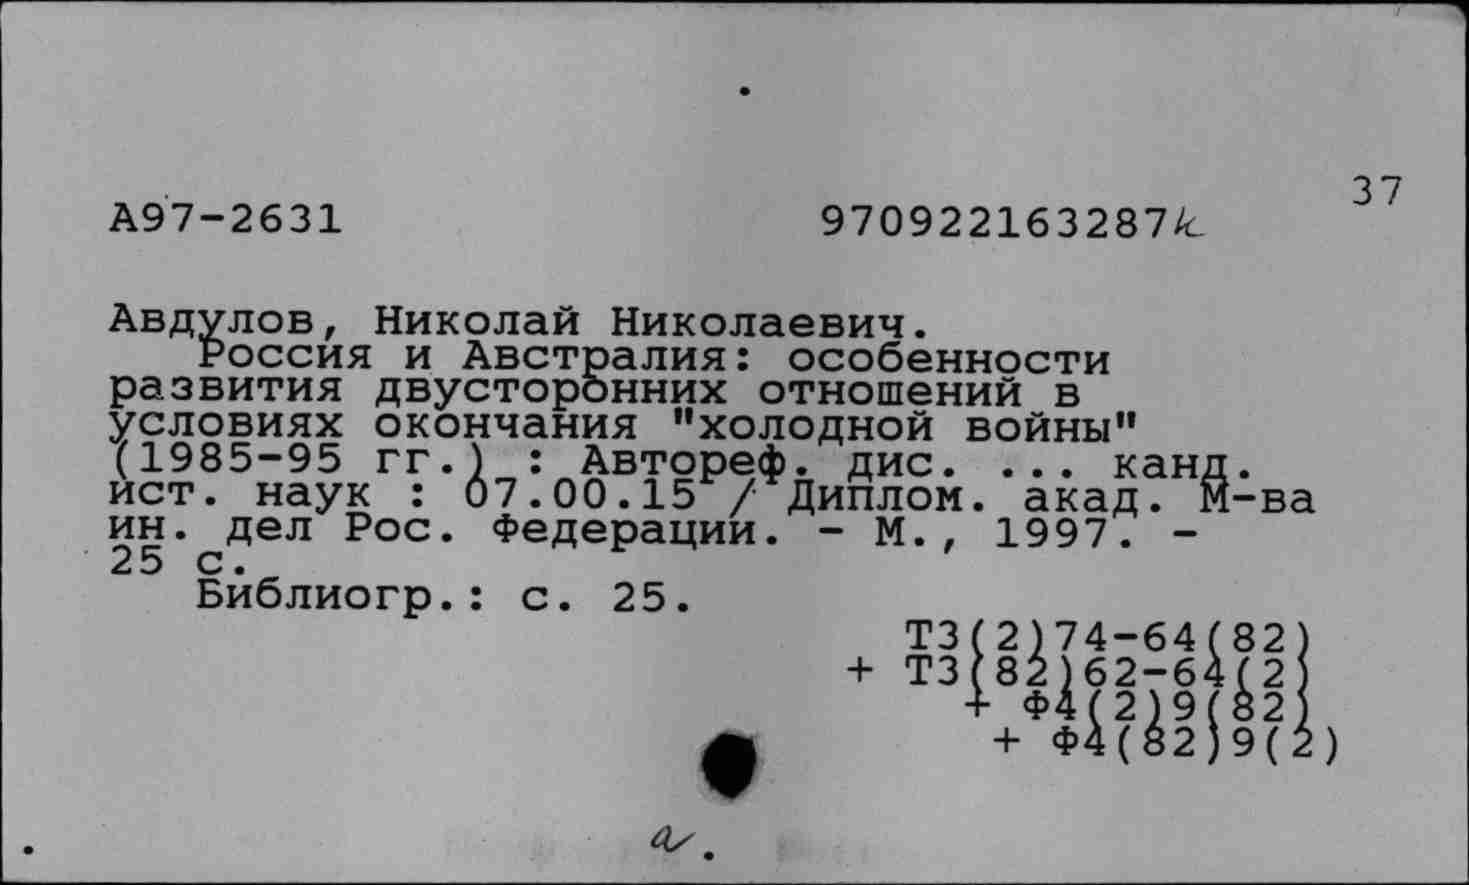 37
А97-2631 970922163287k
Авдулов, Николай Николаевич.
Россия и Австралия: особенности
развития двусторонних отношений в
условиях окончания "холодной войны"
(1985-95 гг.) : Автореф. дис. ... канд.
ист. наук : 07.00.15 / Диплом. акад. М-ва
ин. дел Рос. Федерации. - М., 1997. -
25 с.
Библиогр.: с. 25.
Т3(2)74-64(82)
+ Т3(82)62-64(2)
+ Ф4(2)9(82)
+ Ф4(82)9(2)